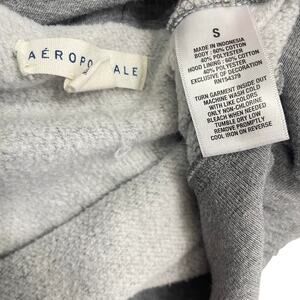 AÉROPOSTALE
S
MADE IN INDONESIA
BODY : 60% COTTON
40% POLYESTER
HOOD LINING : 60% COTTON
40% POLYESTER
EXCLUSIVE OF DECORATION
RN154379
TURN GARMENT INSIDE OUT
MACHINE WASH COLD
WITH LIKE COLORS
ONLY NON-CHLORINE
BLEACH WHEN NEEDED
TUMBLE DRY LOW
REMOVE PROMPTLY
COOL IRON ON REVERSE